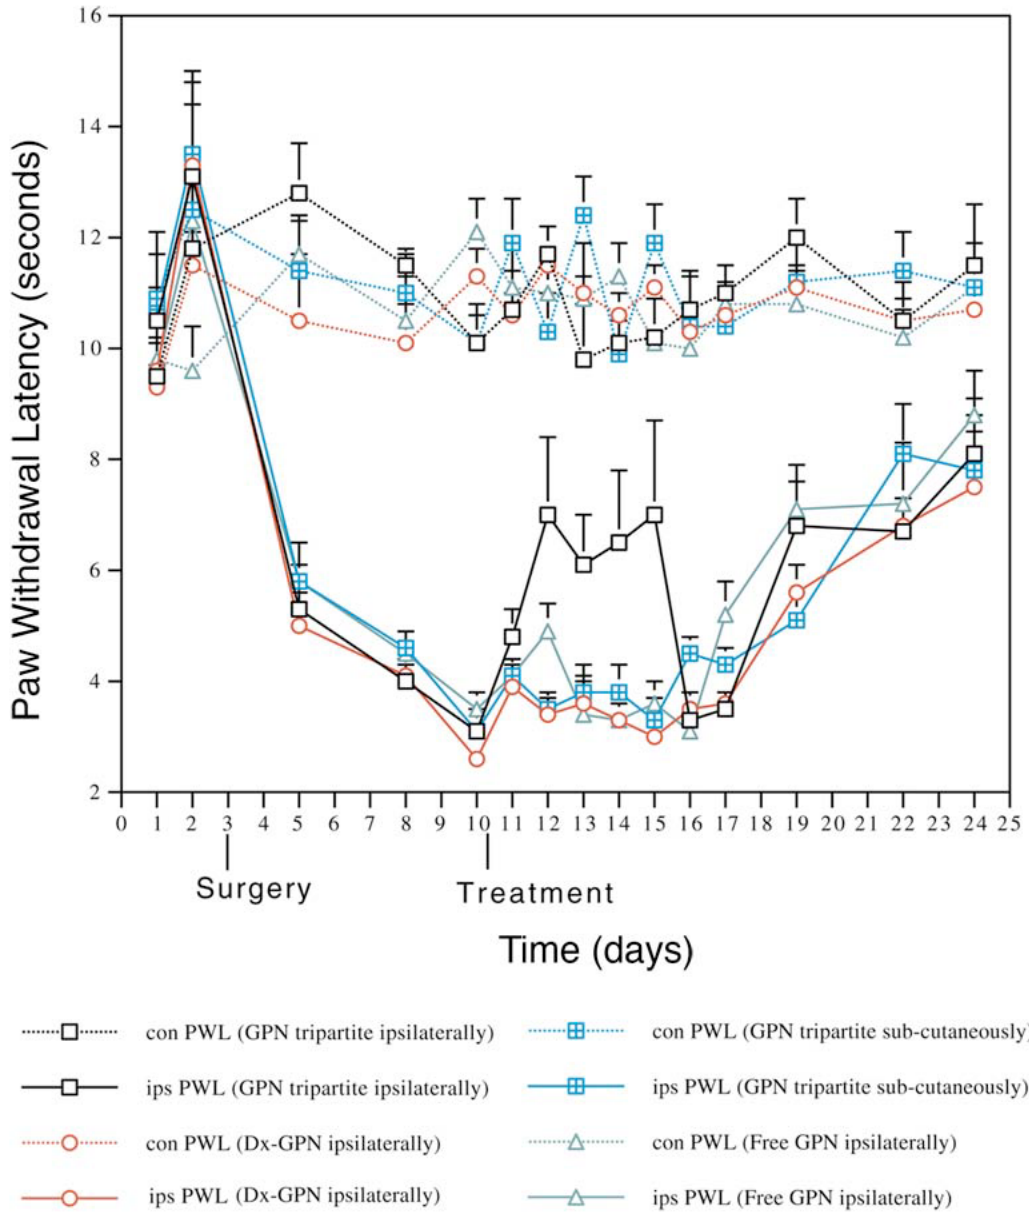 16
14
12
10
8
6
4
2
Paw Withdrawal Latency (seconds)
0 1 2 3 4 5 6 7 8 9 10 11 12 13 14 15 16 17 18 19 20 21 22 23 24 25
Surgery
Treatment
Time (days)
con PWL (GPN tripartite ipsilaterally)
con PWL (GPN tripartite sub-cutaneously)
ips PWL (GPN tripartite ipsilaterally)
ips PWL (GPN tripartite sub-cutaneously)
con PWL (Dx-GPN ipsilaterally)
con PWL (Free GPN ipsilaterally)
ips PWL (Dx-GPN ipsilaterally)
ips PWL (Free GPN ipsilaterally)